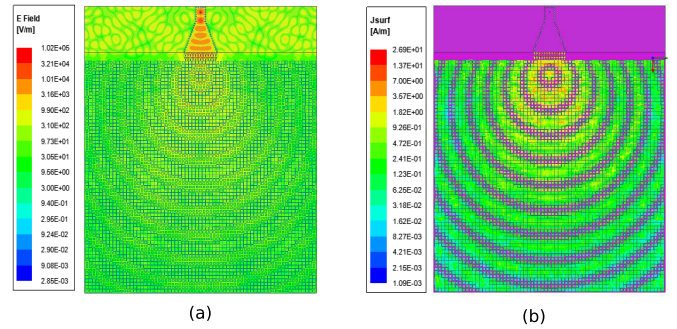 E Field
[V/m]
1.02E+05
3.21E+04
1.01E+04
3.16E+03
9.90E+02
3.10E+02
9.73E+01
3.05E+01
9.56E+00
3.00E+00
9.40E-01
2.95E-01
9.24E-02
2.90E-02
9.08E-03
2.85E-03
(a)
Jsurf
[A/m]
2.69E+01
1.37E+01
7.00E+00
3.57E+00
1.82E+00
9.26E-01
4.72E-01
2.41E-01
1.23E-01
6.25E-02
3.18E-02
1.62E-02
8.27E-03
4.21E-03
2.15E-03
1.09E-03
(b)